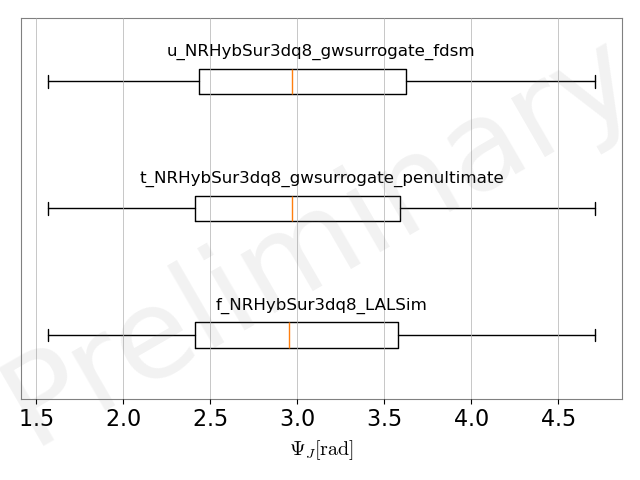 u_NRHybSur3dq8_gwsurrogate_fdsm
t_NRHybSur3dq8_gwsurrogate_penultimate
f_NRHybSur3dq8_LALSim
Preliminary
1.5 2.0 2.5 3.0 3.5 4.0 4.5
Ψ_J[rad]